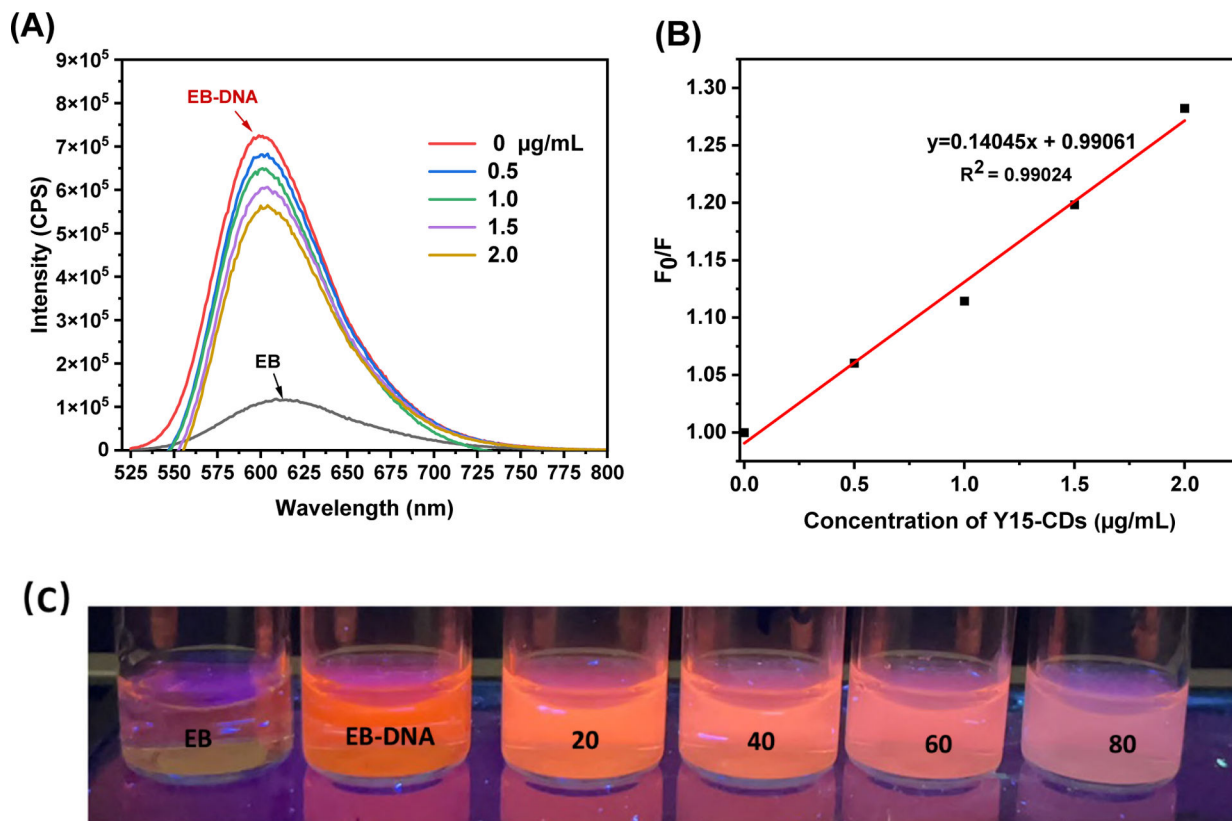 (A)
9×10⁵
8×10⁵
7×10⁵
6×10⁵
5×10⁵
4×10⁵
3×10⁵
2×10⁵
1×10⁵
0
Intensity (CPS)
525 550 575 600 625 650 675 700 725 750 775 800
Wavelength (nm)
EB-DNA
EB
0 µg/mL
0.5
1.0
1.5
2.0
(B)
1.30
1.25
1.20
1.15
1.10
1.05
1.00
F₀/F
y=0.14045x + 0.99061
R² = 0.99024
0.0 0.5 1.0 1.5 2.0
Concentration of Y15-CDs (µg/mL)
(C)
EB EB-DNA 20 40 60 80